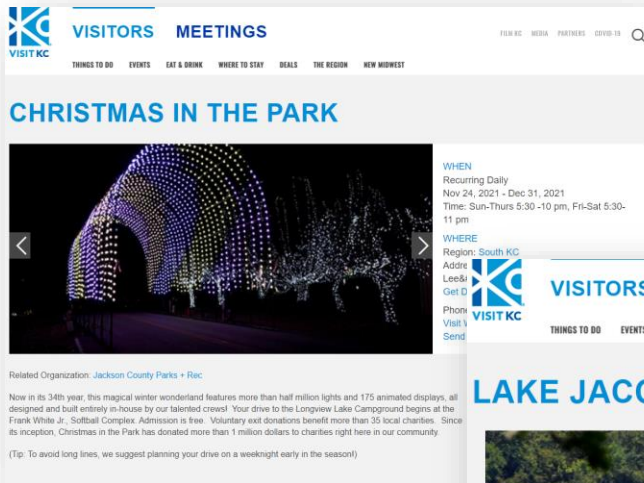 VISIT KC
VISITORS MEETINGS
FILM KC MEDIA PARTNERS COVID-19
THINGS TO DO EVENTS EAT & DRINK WHERE TO STAY DEALS THE REGION NEW MIDWEST
CHRISTMAS IN THE PARK
WHEN
Recurring Daily
Nov 24, 2021 - Dec 31, 2021
Time: Sun-Thurs 5:30 -10 pm, Fri-Sat 5:30-
11 pm
WHERE
Region: South KC
Addre
Get D
Phon
Visit
Send
Related Organization: Jackson County Parks + Rec
Now in its 34th year, this magical winter wonderland features more than half million lights and 175 animated displays, all
designed and built entirely in-house by our talented crews! Your drive to the Longview Lake Campground begins at the
Frank White Jr., Softball Complex. Admission is free. Voluntary exit donations benefit more than 35 local charities. Since
its inception, Christmas in the Park has donated more than 1 million dollars to charities right here in our community.
(Tip: To avoid long lines, we suggest planning your drive on a weeknight early in the season!)
KC
VISIT KC
VISITORS
THINGS TO DO EVENTS
LAKE JACO